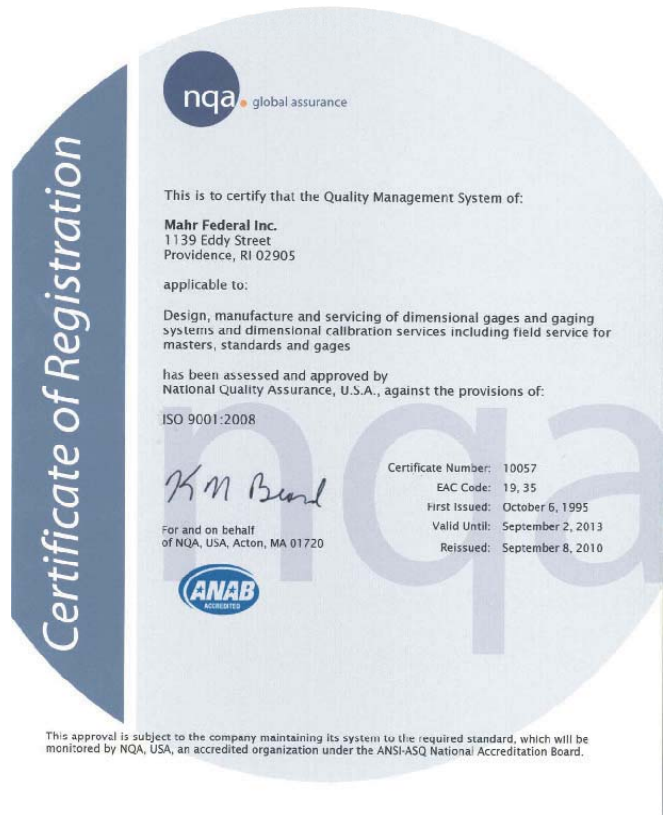 nqa. global assurance
Certificate of Registration
This is to certify that the Quality Management System of:
Mahr Federal Inc.
1139 Eddy Street
Providence, RI 02905
applicable to:
Design, manufacture and servicing of dimensional gages and gaging
systems and dimensional calibration services including field service for
masters, standards and gages
has been assessed and approved by
National Quality Assurance, U.S.A., against the provisions of:
ISO 9001:2008
nqa
K M Beard
For and on behalf
of NQA, USA, Acton, MA 01720
Certificate Number: 10057
EAC Code: 19, 35
First Issued: October 6, 1995
Valid Until: September 2, 2013
Reissued: September 8, 2010
ANAB
ACCREDITED
This approval is subject to the company maintaining its system to the required standard, which will be
monitored by NQA, USA, an accredited organization under the ANSI-ASQ National Accreditation Board.